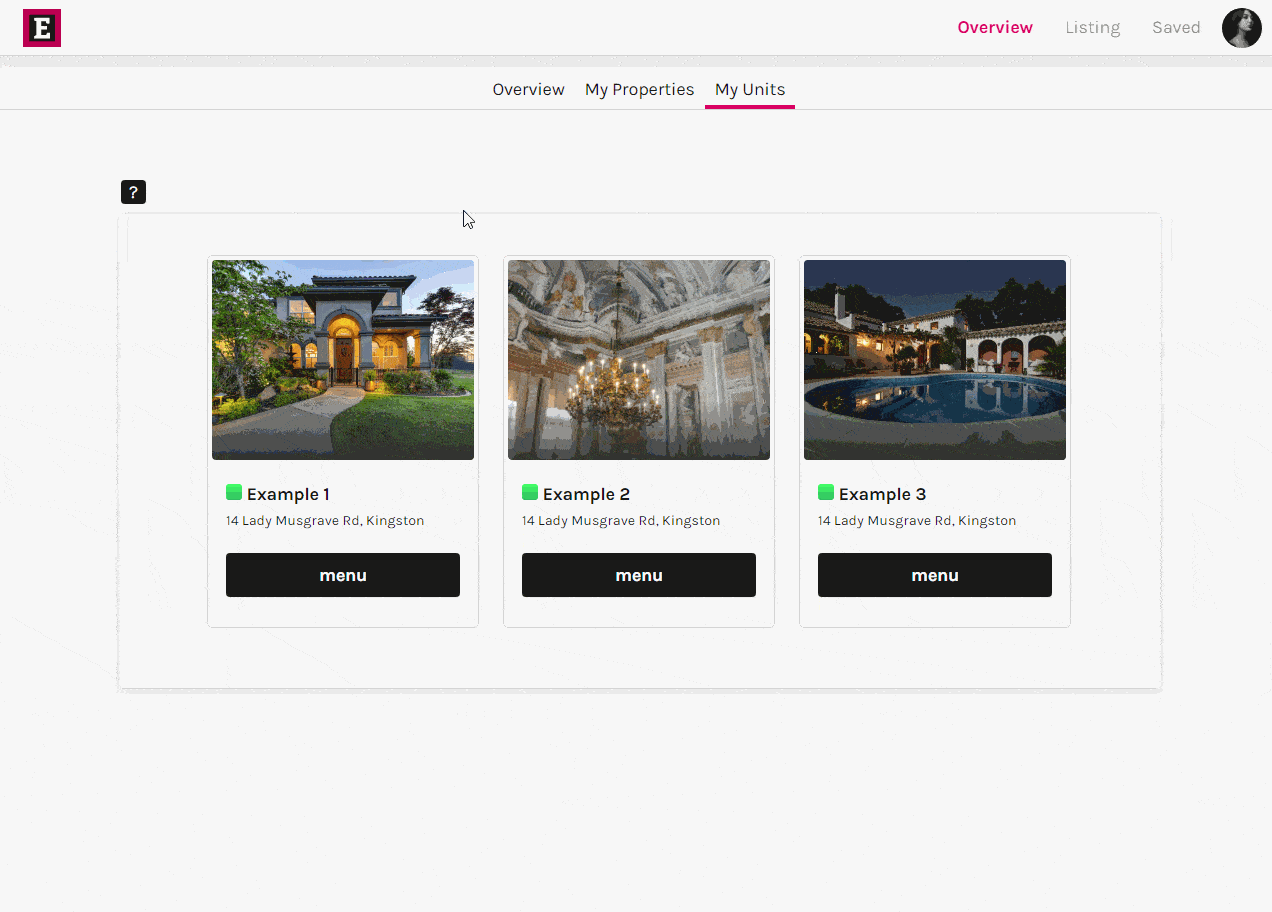 E
Overview Listing Saved
Overview My Properties My Units
?
Example 1
14 Lady Musgrave Rd, Kingston
menu
Example 2
14 Lady Musgrave Rd, Kingston
menu
Example 3
14 Lady Musgrave Rd, Kingston
menu